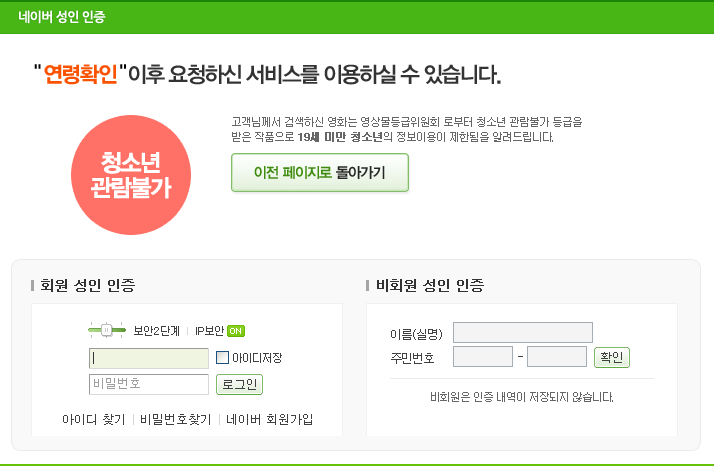 네이버 성인 인증
"연령확인"이후 요청하신 서비스를 이용하실 수 있습니다.
청소년
관람불가
고객님께서 검색하신 영화는 영상물등급위원회 로부터 청소년 관람불가 등급을
받은 작품으로 19세 미만 청소년의 정보이용이 제한됨을 알려드립니다.
이전 페이지로 돌아가기
회원 성인 인증
보안2단계 IP보안 ON
아이디저장
비밀번호 로그인
아이디 찾기 비밀번호찾기 네이버 회원가입
비회원 성인 인증
이름(실명)
주민번호 - 확인
비회원은 인증 내역이 저장되지 않습니다.